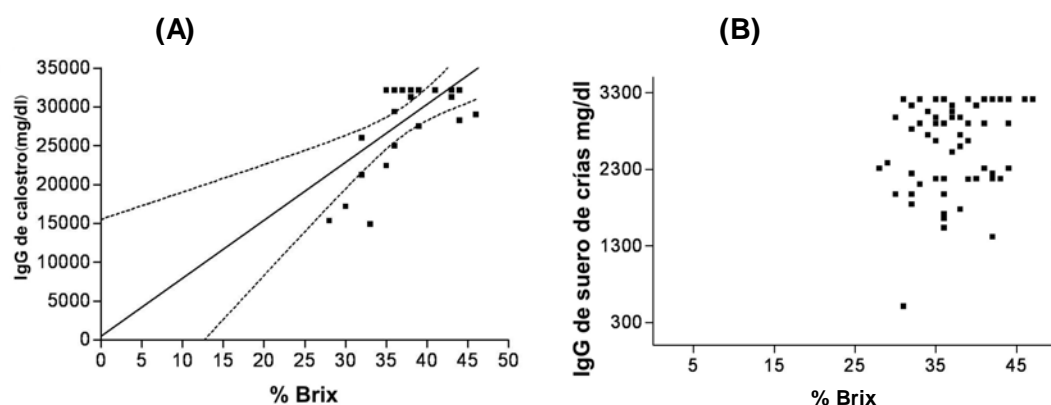 (A)
(B)
IgG de calostro(mg/dl)
35000
30000
25000
20000
15000
10000
5000
0
0 5 10 15 20 25 30 35 40 45 50
% Brix
IgG de suero de crías mg/dl
3300
2300
1300
300
5 15 25 35 45
% Brix